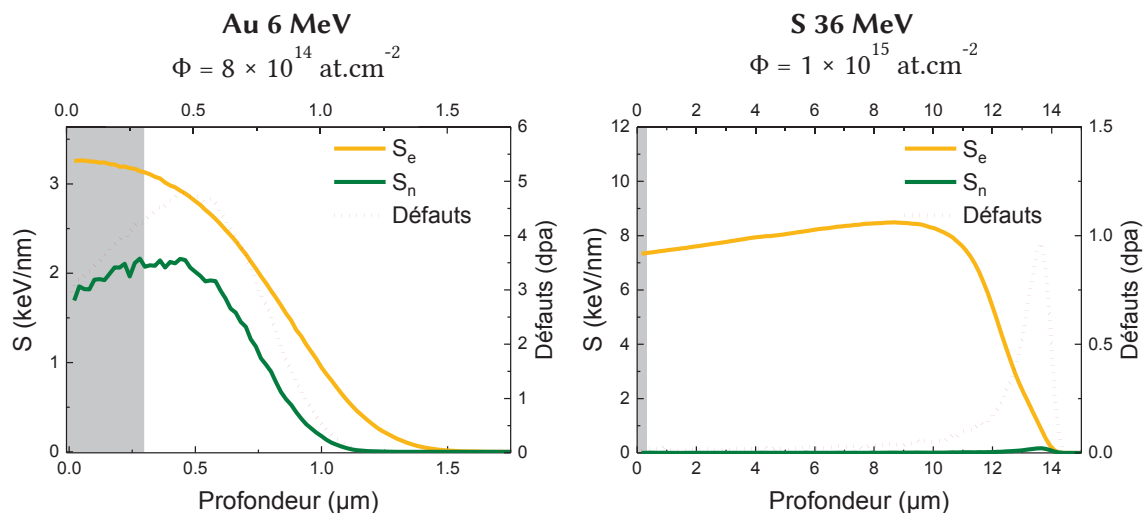 Au 6 MeV
Φ = 8 × 10^14 at.cm^-2
0.0 0.5 1.0 1.5
S_e
S_n
Défauts
3
2
1
0
S (keV/nm)
6
5
4
3
2
1
0
Défauts (dpa)
0.0 0.5 1.0 1.5
Profondeur (µm)
S 36 MeV
Φ = 1 × 10^15 at.cm^-2
0 2 4 6 8 10 12 14
S_e
S_n
Défauts
12
10
8
6
4
2
0
S (keV/nm)
1.5
1.0
0.5
0.0
Défauts (dpa)
0 2 4 6 8 10 12 14
Profondeur (µm)